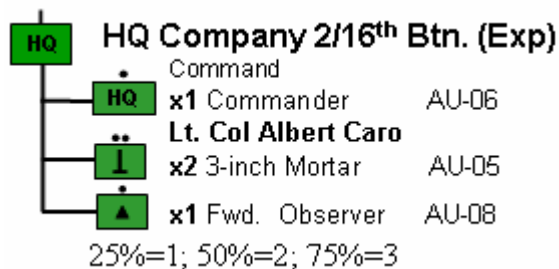 HQ Company 2/16th Btn. (Exp)
HQ
Command
HQ x1 Commander AU-06
Lt. Col Albert Caro
x2 3-inch Mortar AU-05
x1 Fwd. Observer AU-08
25%=1; 50%=2; 75%=3